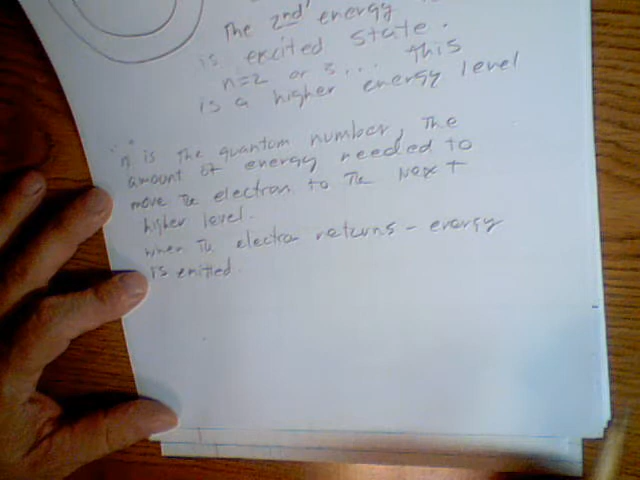 The 2nd energy
is excited state.
n=2 or 3... this
is a higher energy level
"n" is the quantum number, The
amount of energy needed to
move the electron to the next
higher level.
when the electron returns - energy
is emitted.